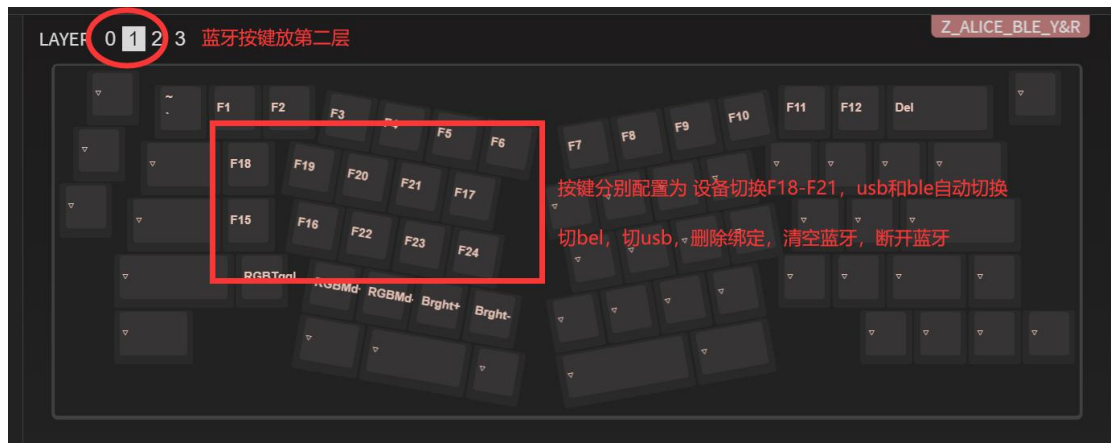 LAYER 0 1 2 3 蓝牙按键放第二层
Z_ALICE_BLE_Y&R
~ ` F1 F2 F3 F4 F5 F6 F7 F8 F9 F10 F11 F12 Del
F18 F19 F20 F21 F17
按键分别配置为 设备切换F18-F21，usb和ble自动切换
F15 F16 F22 F23 F24
切bel，切usb，删除绑定，清空蓝牙，断开蓝牙
RGBTggl RGBMd- RGBMd- Brght+ Brght-